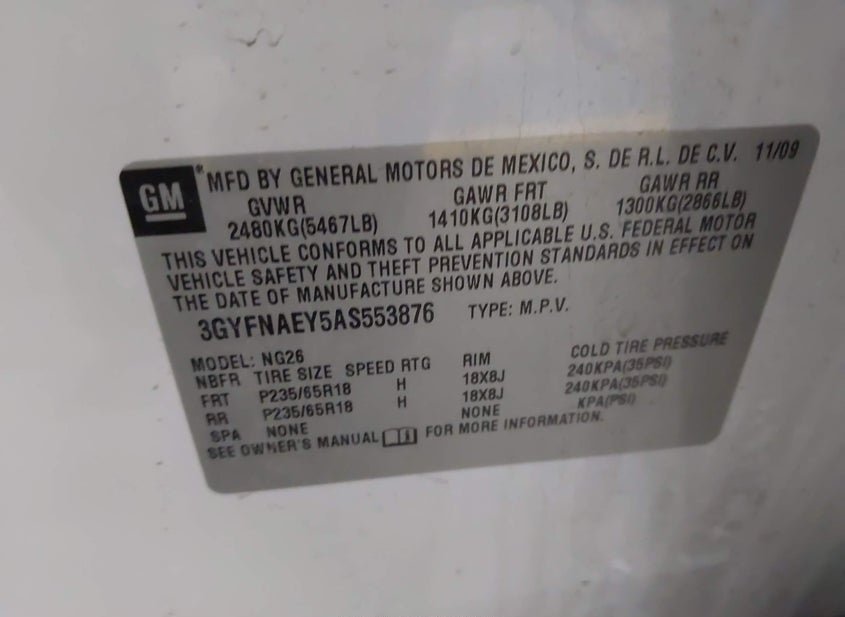 GM
MFD BY GENERAL MOTORS DE MEXICO, S. DE R.L. DE C.V. 11/09
GVWR GAWR FRT GAWR RR
2480KG(5467LB) 1410KG(3108LB) 1300KG(2866LB)
THIS VEHICLE CONFORMS TO ALL APPLICABLE U.S. FEDERAL MOTOR
VEHICLE SAFETY AND THEFT PREVENTION STANDARDS IN EFFECT ON
THE DATE OF MANUFACTURE SHOWN ABOVE.
3GYFNAEY5AS553876 TYPE: M.P.V.
MODEL: NG26
NBFR TIRE SIZE SPEED RTG RIM COLD TIRE PRESSURE
FRT P235/65R18 H 18X8J 240KPA(35PSI)
RR P235/65R18 H 18X8J 240KPA(35PSI)
SPA NONE NONE KPA(PSI)
SEE OWNER'S MANUAL FOR MORE INFORMATION.